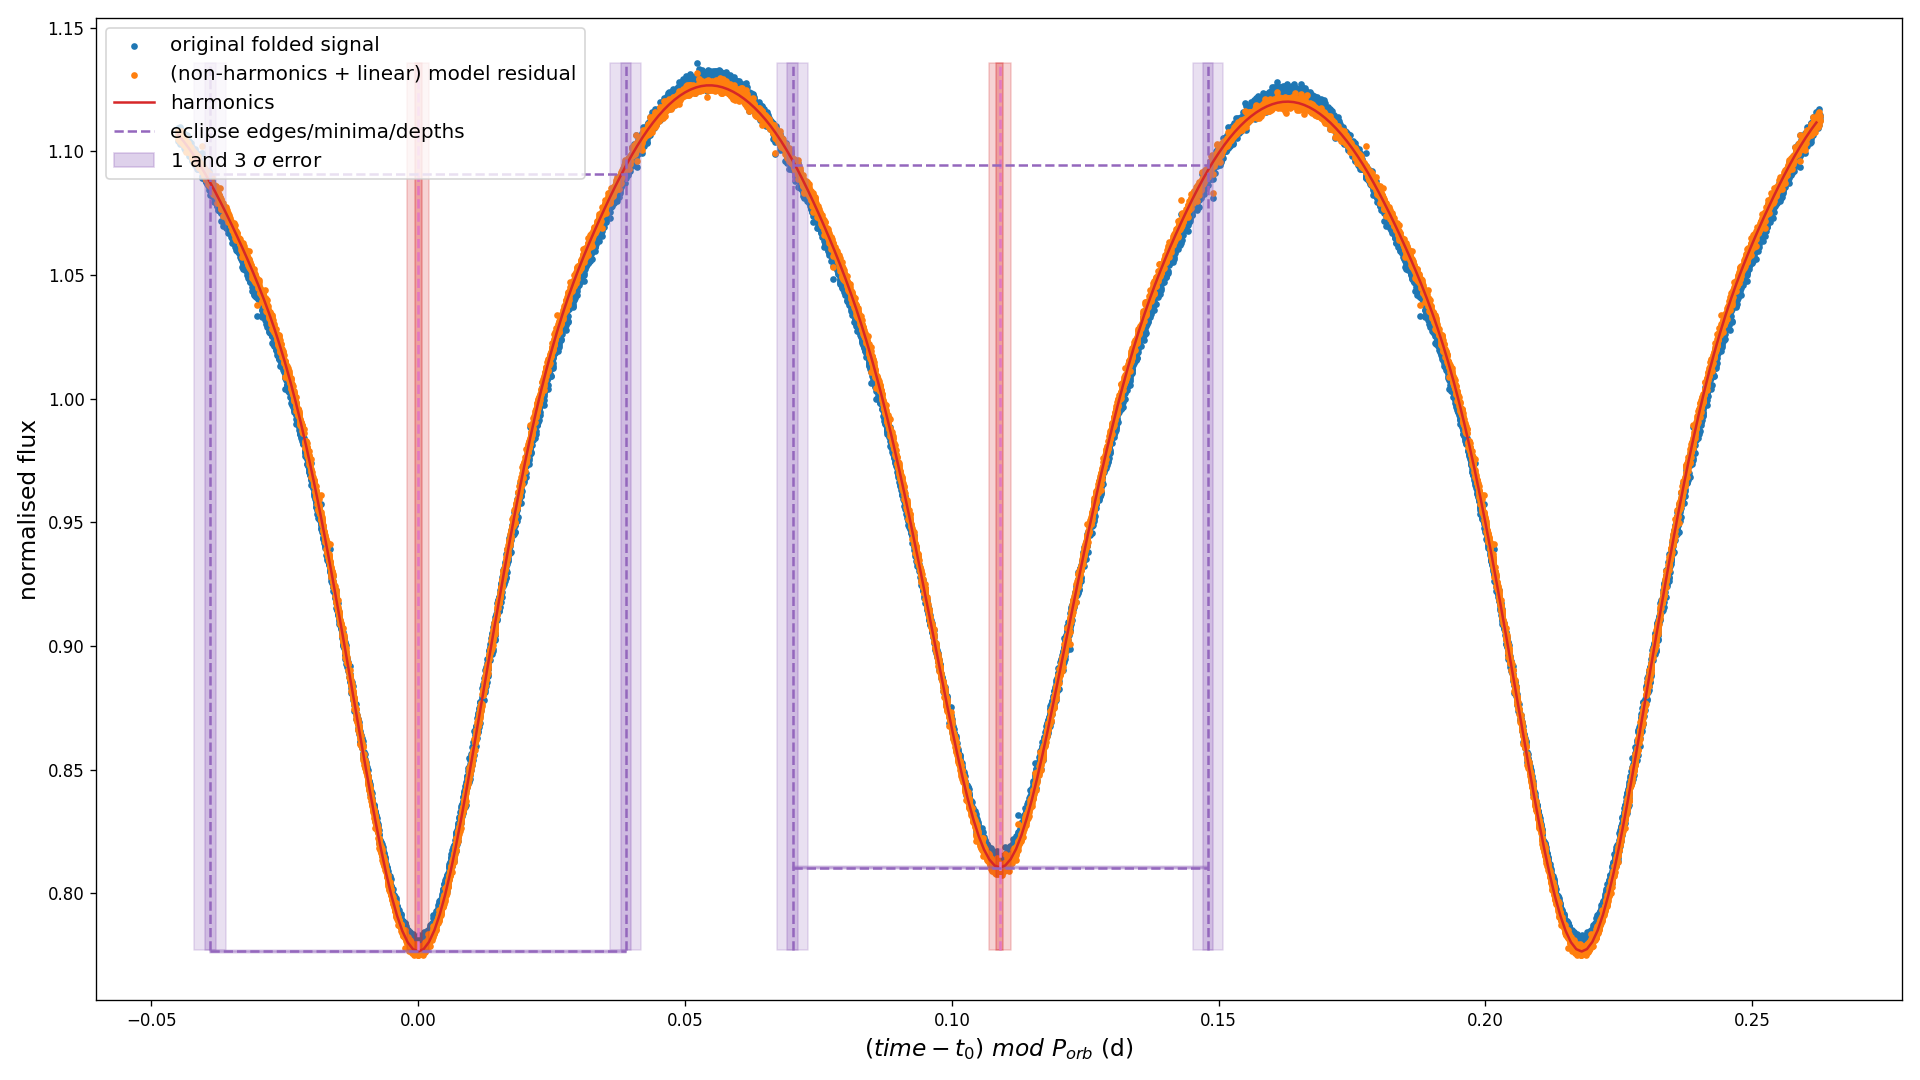 1.15
1.10
1.05
1.00
0.95
0.90
0.85
0.80
normalised flux
original folded signal
(non-harmonics + linear) model residual
harmonics
eclipse edges/minima/depths
1 and 3 σ error
−0.05 0.00 0.05 0.10 0.15 0.20 0.25
(time − t₀) mod P_orb (d)